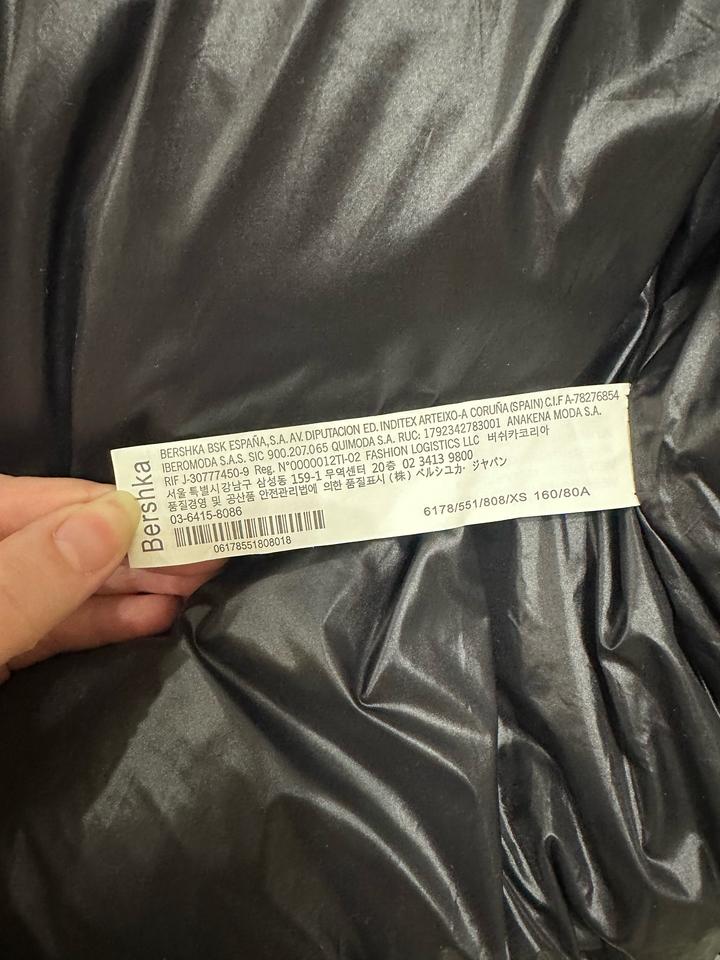 Bershka
BERSHKA BSK ESPAÑA, S.A. AV. DIPUTACION ED. INDITEX ARTEIXO-A CORUÑA (SPAIN) C.I.F A-78276854
IBEROMODA S.A.S. SIC 900.207.065 QUIMODA S.A. RUC: 1792342783001 ANAKENA MODA S.A.
RIF J-30777450-9 Reg. N°0000012TI-02 FASHION LOGISTICS LLC 버쉬카코리아
서울 특별시강남구 삼성동 159-1 무역센터 20층 02 3413 9800
품질경영 및 공산품 안전관리법에 의한 품질표시 (株) ベルシュカ・ジャパン
03-6415-8086
06178551808018
6178/551/808/XS 160/80A